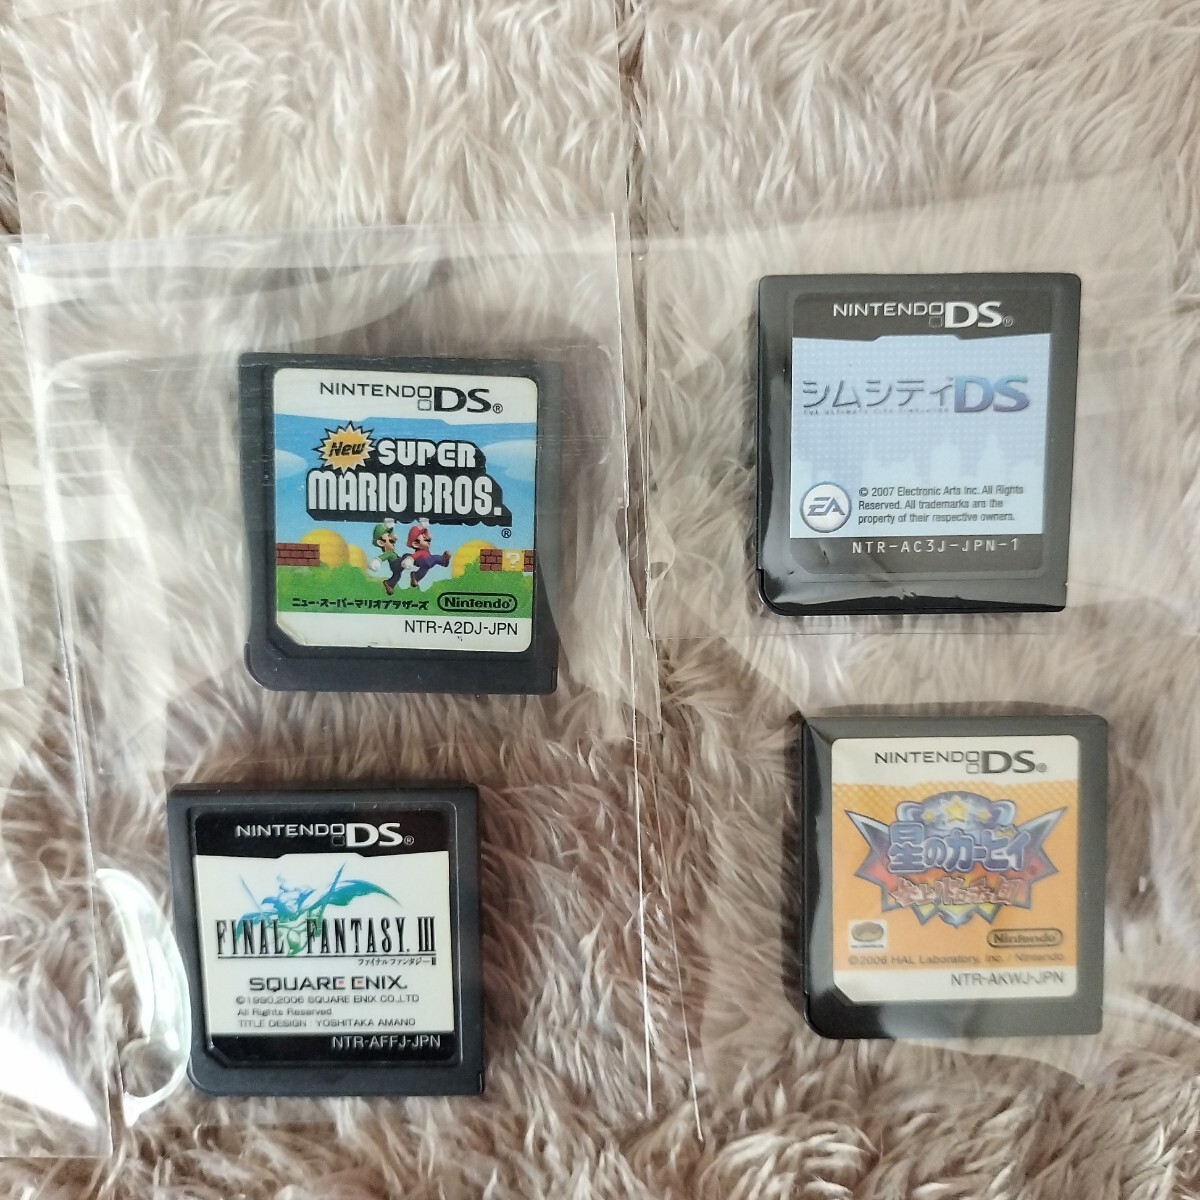 NINTENDO DS®
New SUPER
MARIO BROS.®
ニュー・スーパーマリオブラザーズ Nintendo®
NTR-A2DJ-JPN
NINTENDO DS®
シムシティDS
THE ULTIMATE CITY SIMULATOR
EA
© 2007 Electronic Arts Inc. All Rights
Reserved. All trademarks are the
property of their respective owners.
NTR-AC3J-JPN-1
NINTENDO DS®
FINAL FANTASY. III
ファイナルファンタジーIII
SQUARE ENIX.
©1990,2006 SQUARE ENIX CO.,LTD
All Rights Reserved.
TITLE DESIGN : YOSHITAKA AMANO
NTR-AFFJ-JPN
NINTENDO DS®
星のカービィ
Nintendo
©2006 HAL Laboratory, Inc. / Nintendo
NTR-AKWJ-JPN